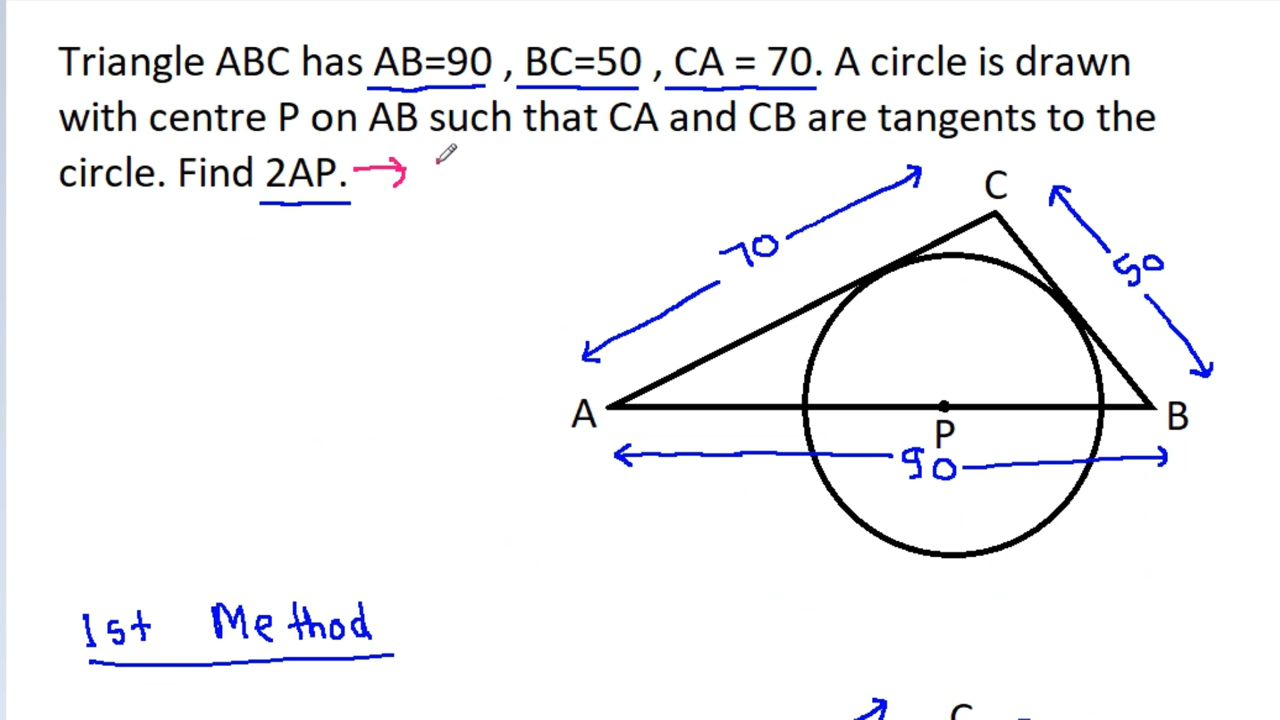 Triangle ABC has AB=90 , BC=50 , CA = 70. A circle is drawn
with centre P on AB such that CA and CB are tangents to the
circle. Find 2AP.
C
70
50
A
B
P
90
1st Method
C